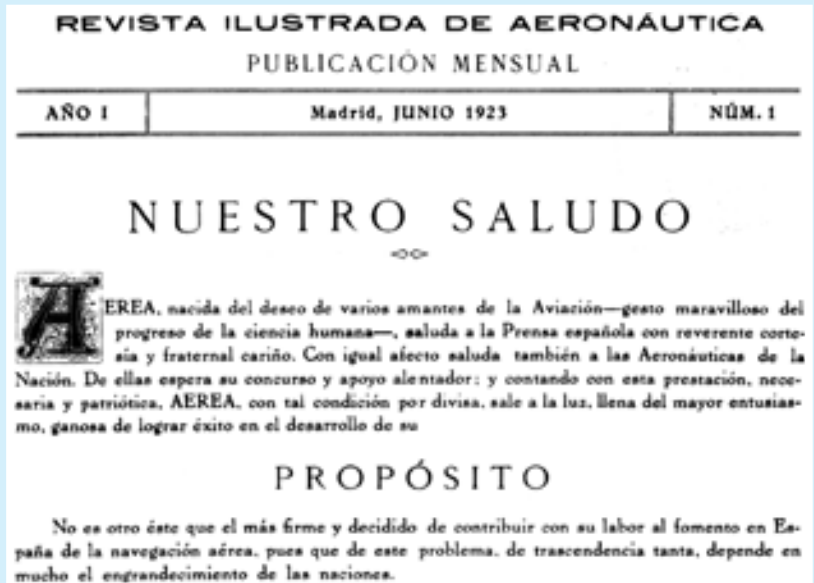 REVISTA ILUSTRADA DE AERONÁUTICA
PUBLICACIÓN MENSUAL
AÑO I
Madrid, JUNIO 1923
NÚM. 1
NUESTRO SALUDO
AEREA, nacida del deseo de varios amantes de la Aviación—gesto maravilloso del
progreso de la ciencia humana—, saluda a la Prensa española con reverente corte-
sia y fraternal cariño. Con igual afecto saluda también a las Aeronáuticas de la
Nación. De ellas espera su concurso y apoyo alentador; y contando con esta prestación, nece-
saria y patriótica, AEREA, con tal condición por divisa, sale a la luz, llena del mayor entusias-
mo, ganosa de lograr éxito en el desarrollo de su
PROPÓSITO
No es otro éste que el más firme y decidido de contribuir con su labor al fomento en Es-
paña de la navegación aérea, pues que de este problema, de trascendencia tanta, depende en
mucho el engrandecimiento de las naciones.